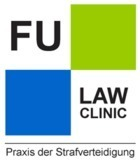 FU
LAW
CLINIC
Praxis der Strafverteidigung